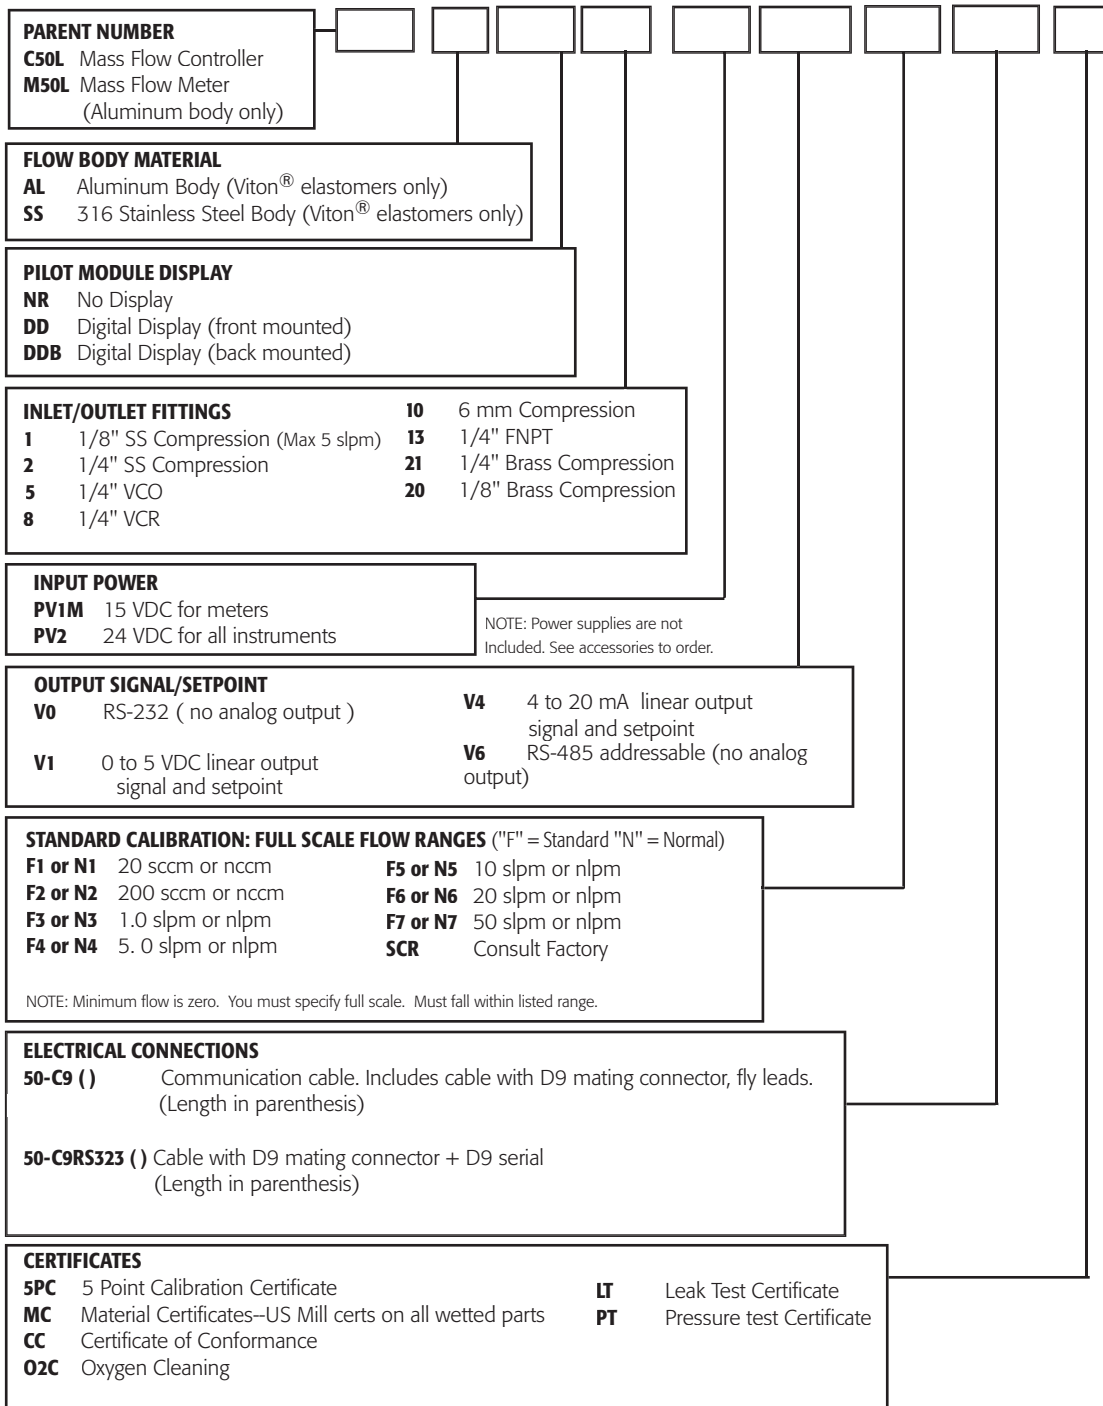 PARENT NUMBER
C50L Mass Flow Controller
M50L Mass Flow Meter
(Aluminum body only)
FLOW BODY MATERIAL
AL Aluminum Body (Viton® elastomers only)
SS 316 Stainless Steel Body (Viton® elastomers only)
PILOT MODULE DISPLAY
NR No Display
DD Digital Display (front mounted)
DDB Digital Display (back mounted)
INLET/OUTLET FITTINGS
1 1/8" SS Compression (Max 5 slpm)
2 1/4" SS Compression
5 1/4" VCO
8 1/4" VCR
10 6 mm Compression
13 1/4" FNPT
21 1/4" Brass Compression
20 1/8" Brass Compression
INPUT POWER
PV1M 15 VDC for meters
PV2 24 VDC for all instruments
NOTE: Power supplies are not
Included. See accessories to order.
OUTPUT SIGNAL/SETPOINT
V0 RS-232 ( no analog output )
V1 0 to 5 VDC linear output
signal and setpoint
V4 4 to 20 mA linear output
signal and setpoint
V6 RS-485 addressable (no analog
output)
STANDARD CALIBRATION: FULL SCALE FLOW RANGES ("F" = Standard "N" = Normal)
F1 or N1 20 sccm or nccm
F2 or N2 200 sccm or nccm
F3 or N3 1.0 slpm or nlpm
F4 or N4 5. 0 slpm or nlpm
F5 or N5 10 slpm or nlpm
F6 or N6 20 slpm or nlpm
F7 or N7 50 slpm or nlpm
SCR Consult Factory
NOTE: Minimum flow is zero. You must specify full scale. Must fall within listed range.
ELECTRICAL CONNECTIONS
50-C9 ( ) Communication cable. Includes cable with D9 mating connector, fly leads.
(Length in parenthesis)
50-C9RS323 ( ) Cable with D9 mating connector + D9 serial
(Length in parenthesis)
CERTIFICATES
5PC 5 Point Calibration Certificate
MC Material Certificates--US Mill certs on all wetted parts
CC Certificate of Conformance
O2C Oxygen Cleaning
LT Leak Test Certificate
PT Pressure test Certificate